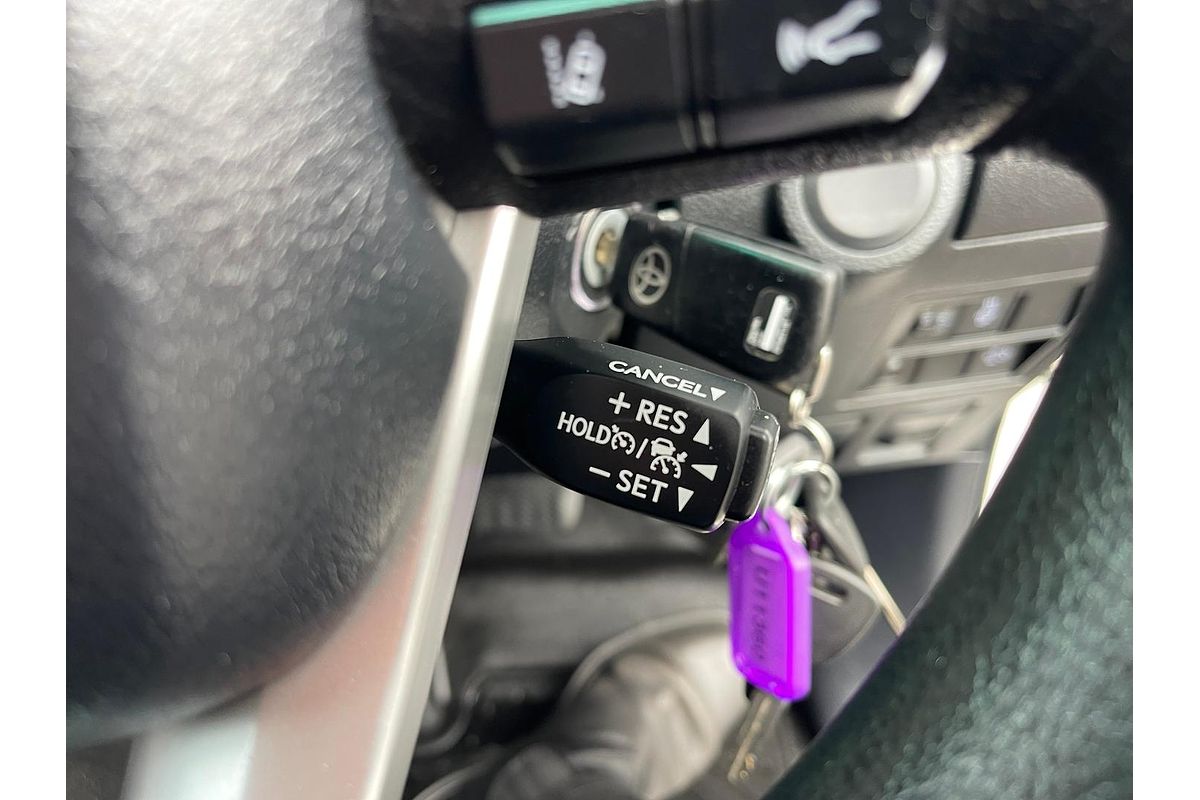 CANCEL▼
+ RES ▲
HOLD / ◀
− SET ▼